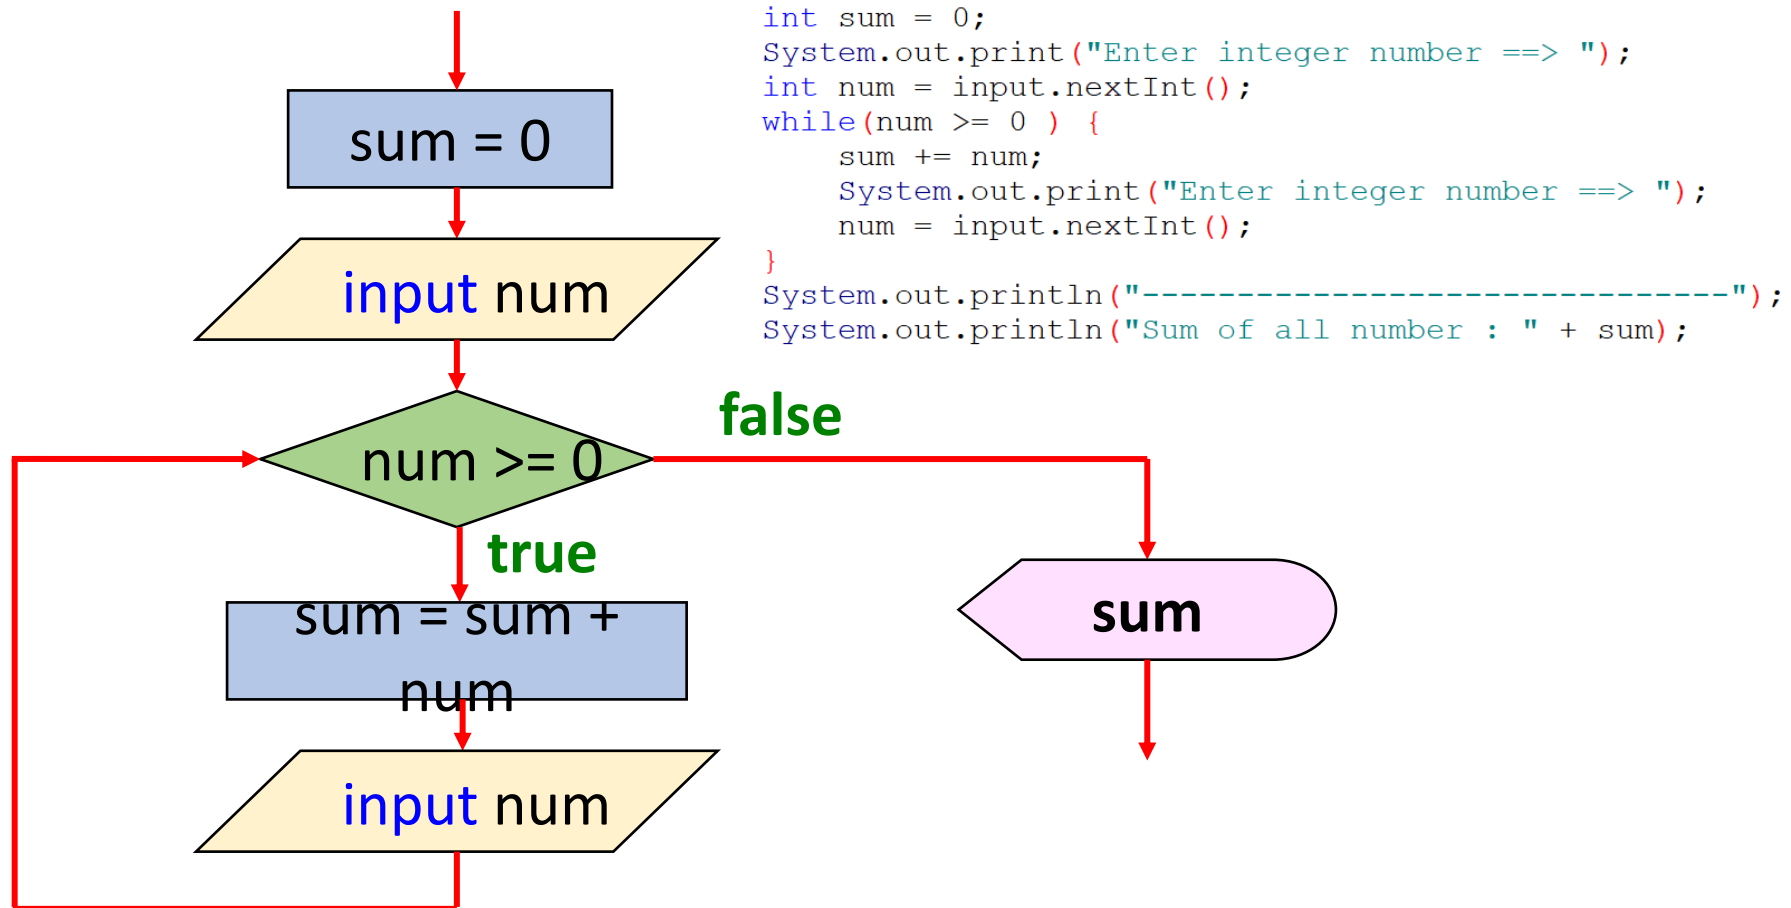 sum = 0
input num
num >= 0
false
true
sum = sum +
num
input num
sum
int sum = 0;
System.out.print("Enter integer number ==> ");
int num = input.nextInt();
while(num >= 0 ) {
sum += num;
System.out.print("Enter integer number ==> ");
num = input.nextInt();
}
System.out.println("-------------------------------");
System.out.println("Sum of all number : " + sum);